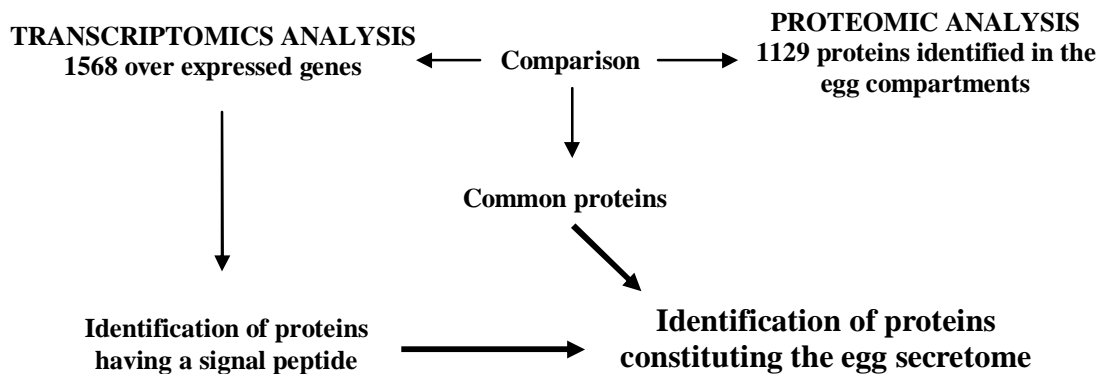 TRANSCRIPTOMICS ANALYSIS
1568 over expressed genes
Comparison
PROTEOMIC ANALYSIS
1129 proteins identified in the
egg compartments
Common proteins
Identification of proteins
having a signal peptide
Identification of proteins
constituting the egg secretome